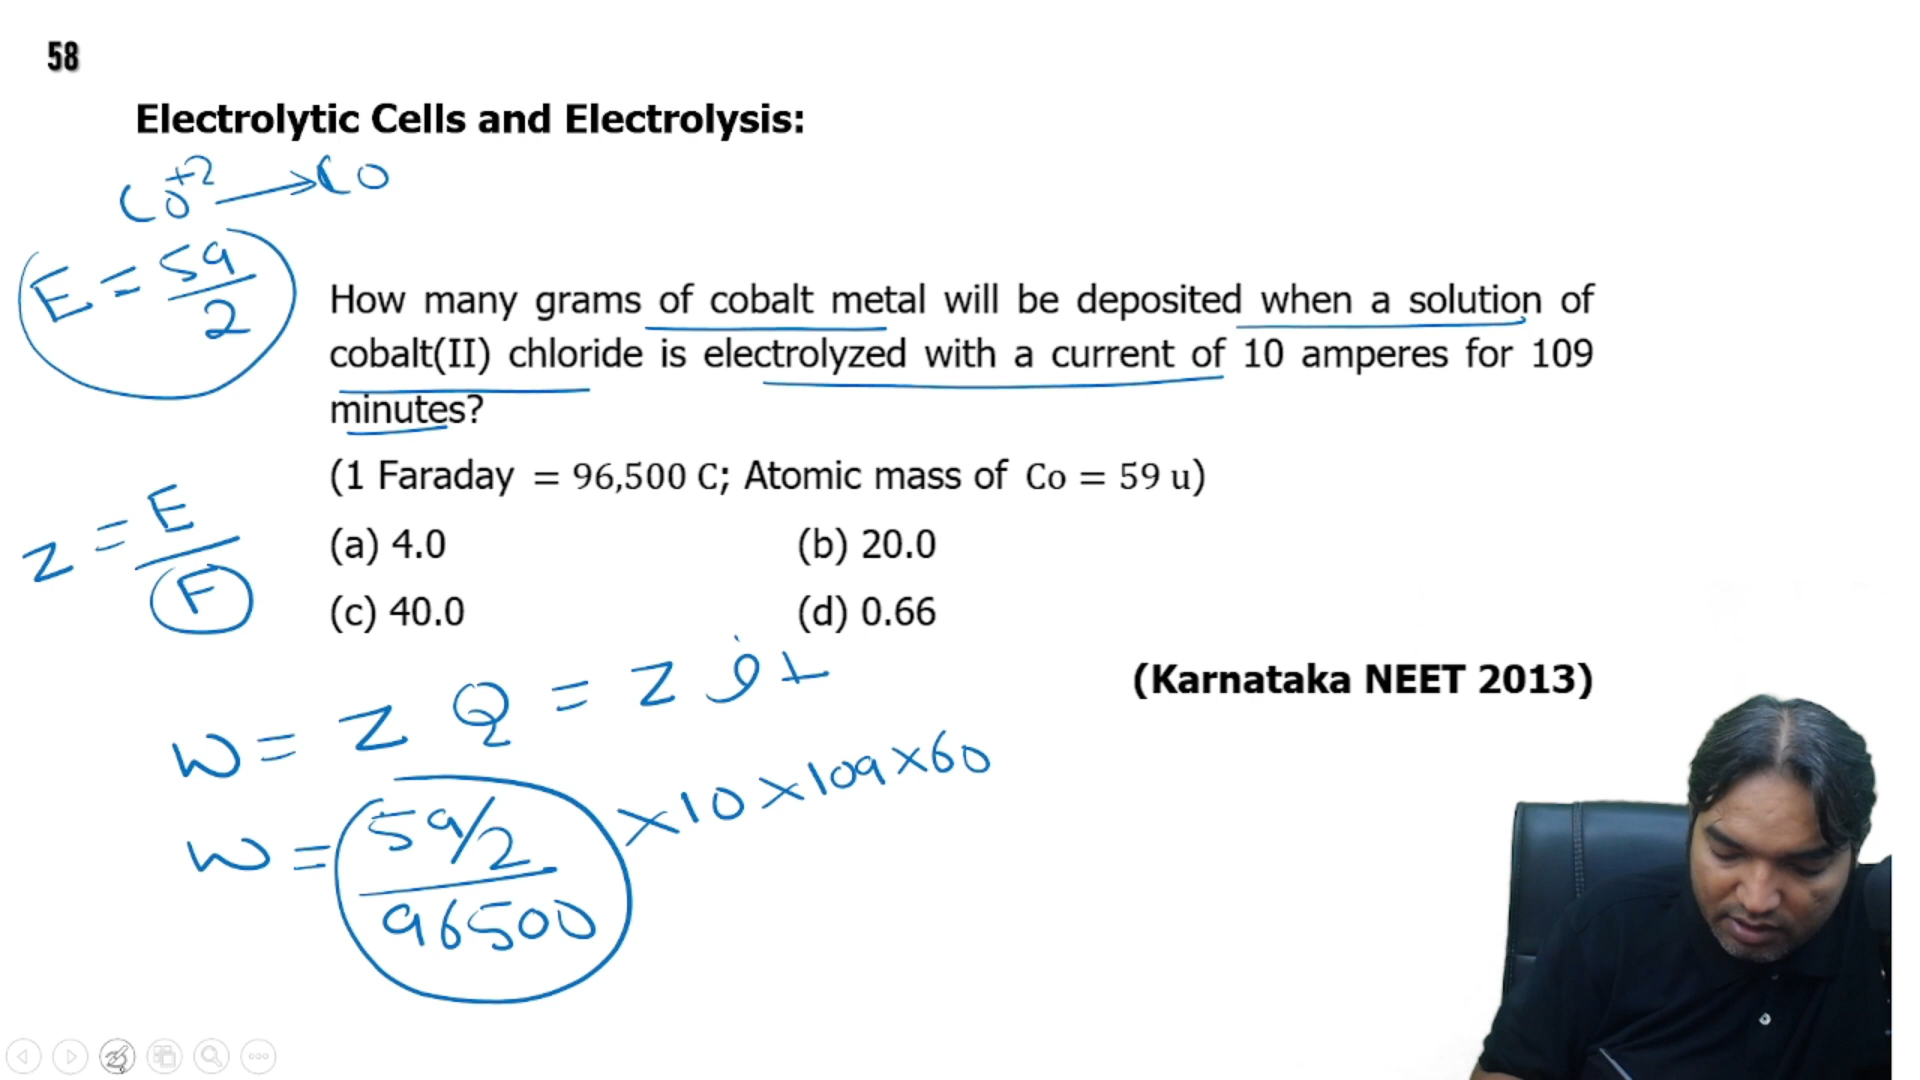 58
Electrolytic Cells and Electrolysis:
Co+2 → Co
E = 59/2
How many grams of cobalt metal will be deposited when a solution of
cobalt(II) chloride is electrolyzed with a current of 10 amperes for 109
minutes?
(1 Faraday = 96,500 C; Atomic mass of Co = 59 u)
Z = E/F
(a) 4.0 (b) 20.0
(c) 40.0 (d) 0.66
(Karnataka NEET 2013)
W = Z Q = Z i t
W = 59/2 / 96500 ×10×109×60